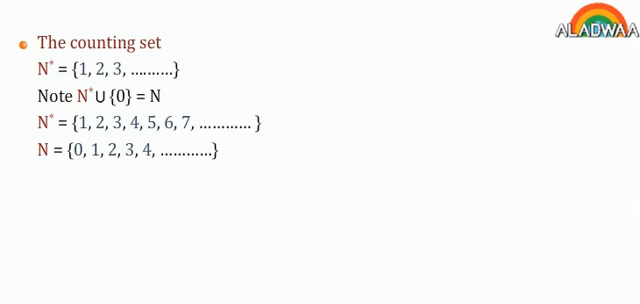 ALADWAA
The counting set
N* = {1, 2, 3, ..........}
Note N*∪ {0} = N
N* = {1, 2, 3, 4, 5, 6, 7, ............ }
N = {0, 1, 2, 3, 4, ............}